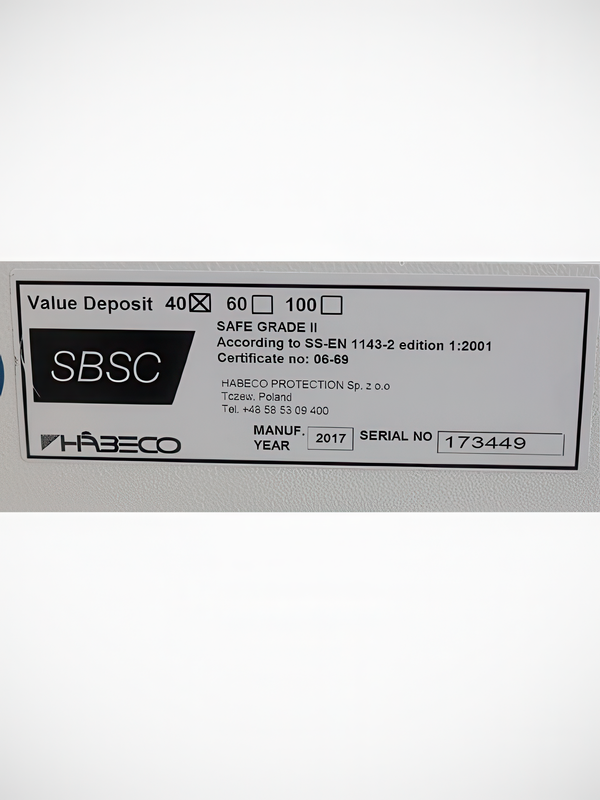 Value Deposit 40☒ 60☐ 100☐
SAFE GRADE II
According to SS-EN 1143-2 edition 1:2001
Certificate no: 06-69
SBSC
HABECO PROTECTION Sp. z o.o
Tczew, Poland
Tel. +48 58 53 09 400
HÂBECO
MANUF. YEAR 2017 SERIAL NO 173449